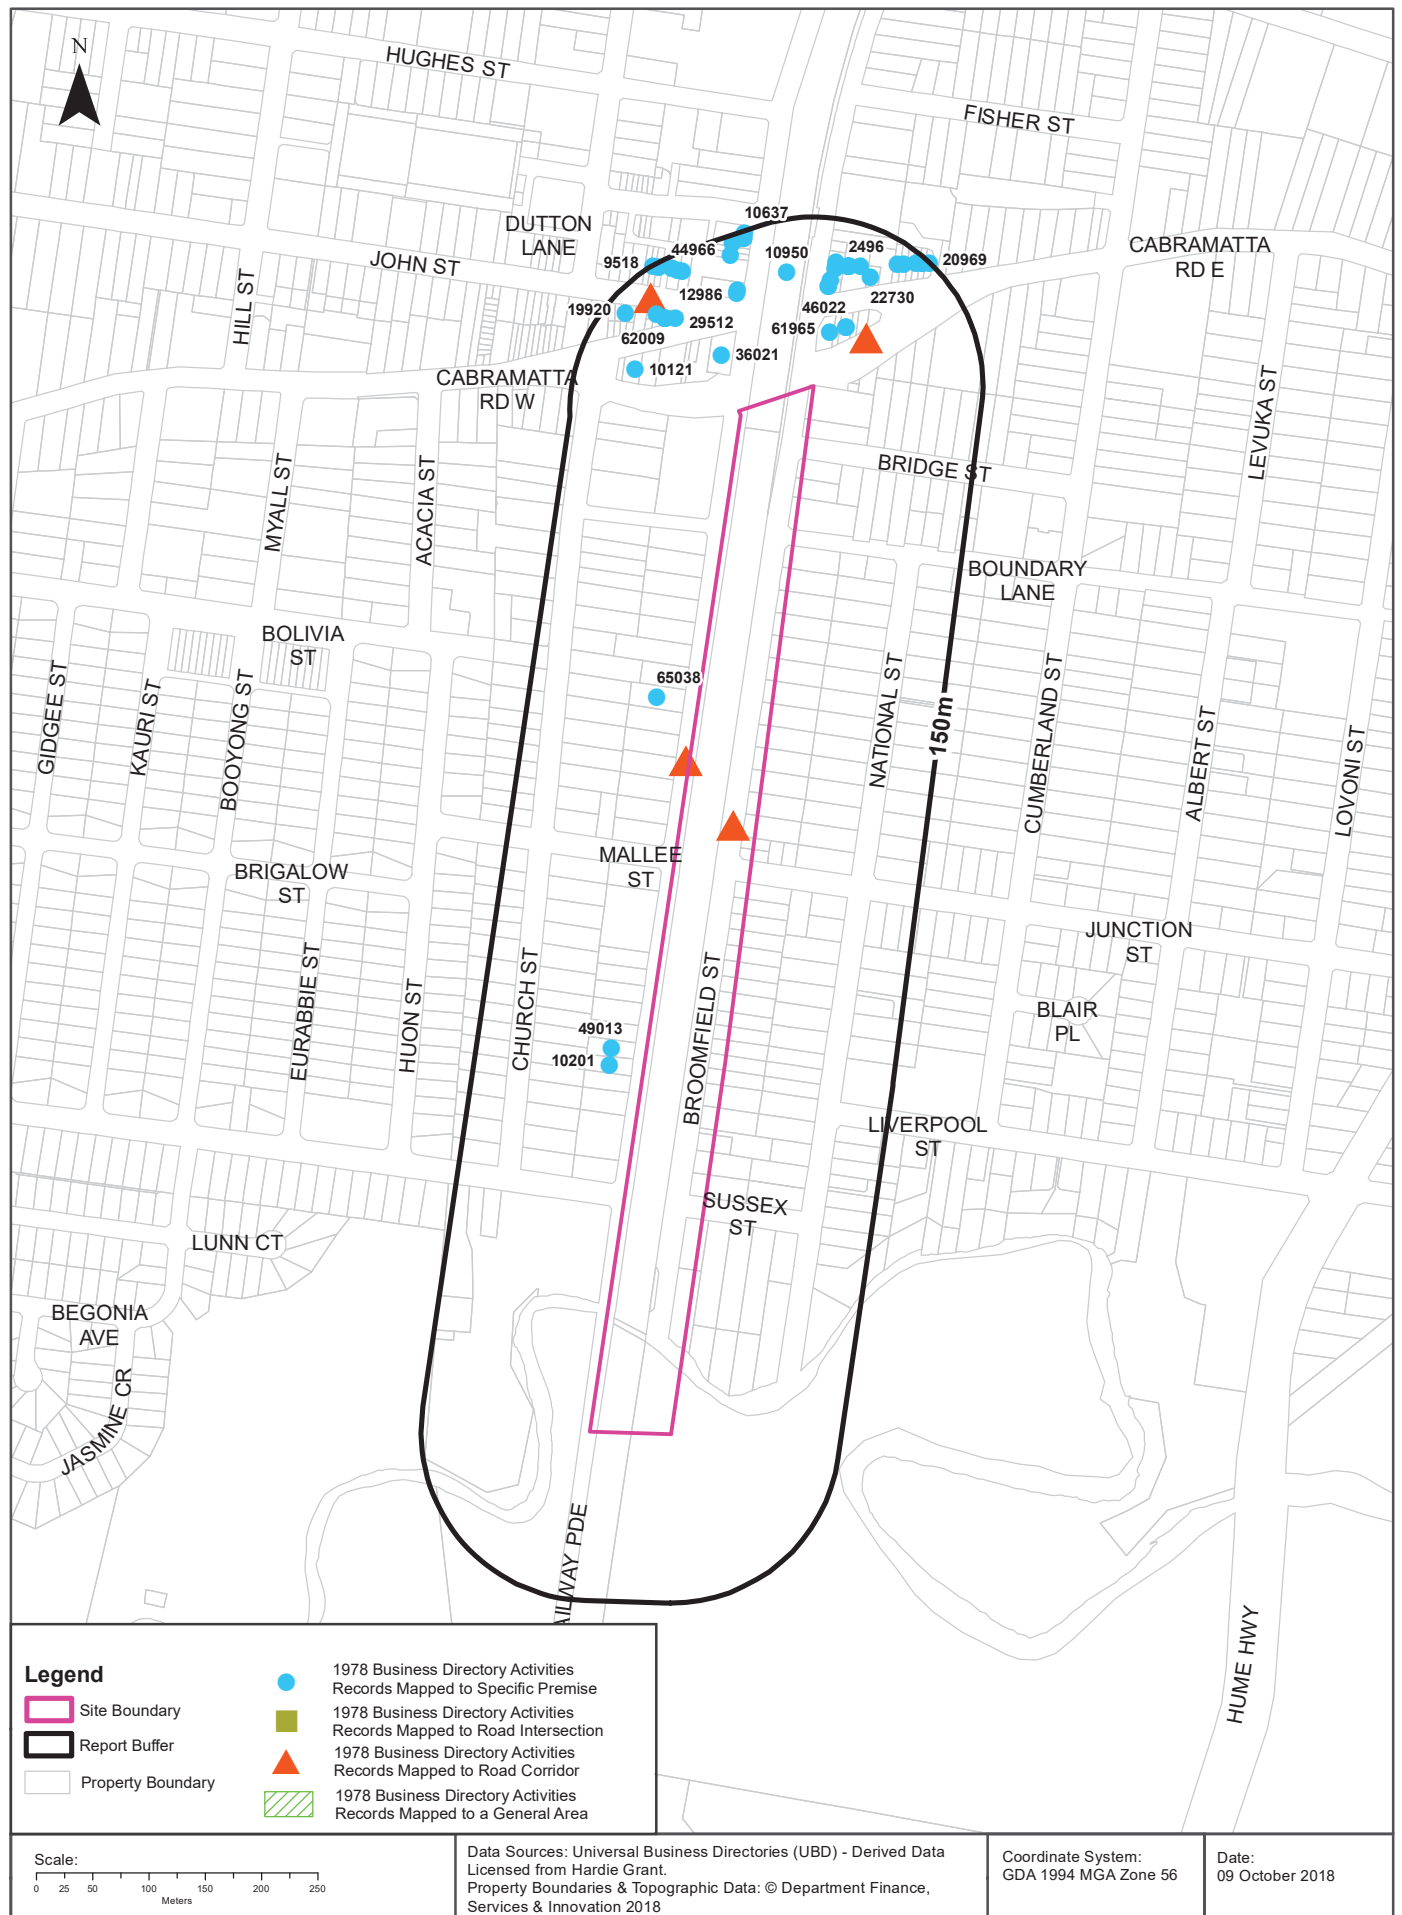 N
HUGHES ST
FISHER ST
10637
DUTTON
LANE
44966
10950
2496
CABRAMATTA
RD E
JOHN ST
9518
20969
HILL ST
12986
22730
19920
29512
46022
62009
61965
36021
10121
CABRAMATTA
RD W
LEVUKA ST
BRIDGE ST
MYALL ST
ACACIA ST
BOUNDARY
LANE
BOLIVIA
ST
65038
GIDGEE ST
KAURI ST
BOOYONG ST
NATIONAL ST
150m
CUMBERLAND ST
ALBERT ST
LOVONI ST
MALLEE
ST
BRIGALOW
ST
JUNCTION
ST
EURABBIE ST
HUON ST
CHURCH ST
BROOMFIELD ST
BLAIR
PL
49013
10201
LIVERPOOL
ST
SUSSEX
ST
LUNN CT
BEGONIA
AVE
JASMINE CR
AILWAY PDE
HUME HWY
Legend
Site Boundary
Report Buffer
Property Boundary
1978 Business Directory Activities
Records Mapped to Specific Premise
1978 Business Directory Activities
Records Mapped to Road Intersection
1978 Business Directory Activities
Records Mapped to Road Corridor
1978 Business Directory Activities
Records Mapped to a General Area
Scale:
0 25 50 100 150 200 250
Meters
Data Sources: Universal Business Directories (UBD) - Derived Data
Licensed from Hardie Grant.
Property Boundaries & Topographic Data: © Department Finance,
Services & Innovation 2018
Coordinate System:
GDA 1994 MGA Zone 56
Date:
09 October 2018